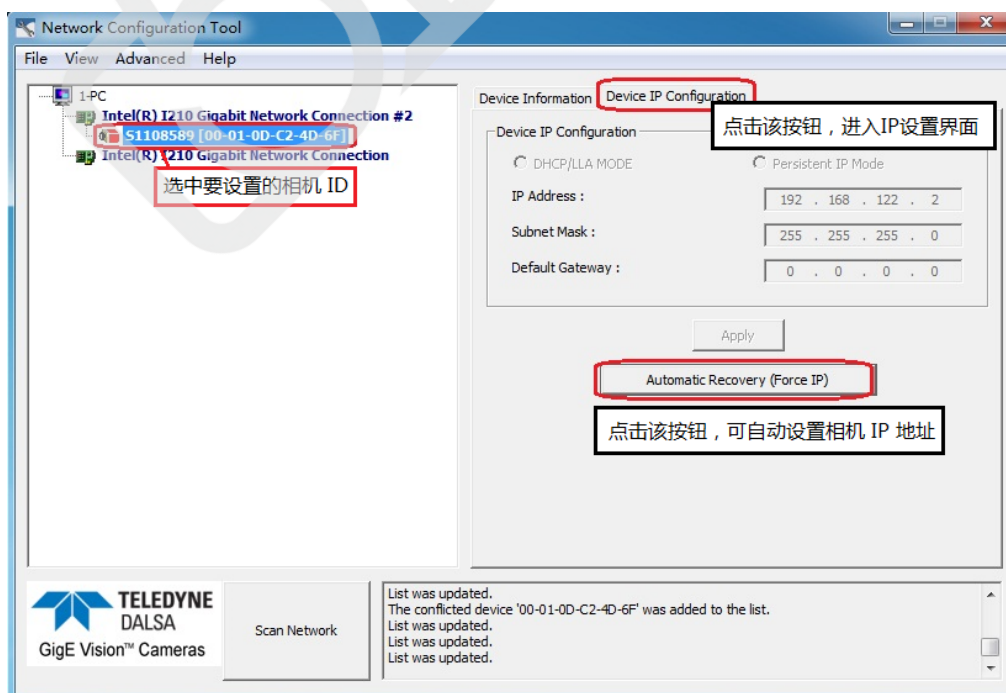 Network Configuration Tool
File View Advanced Help
1-PC
Intel(R) I210 Gigabit Network Connection #2
S1108589 [00-01-0D-C2-4D-6F]
Intel(R) I210 Gigabit Network Connection
选中要设置的相机 ID
Device Information Device IP Configuration
点击该按钮，进入IP设置界面
Device IP Configuration
DHCP/LLA MODE Persistent IP Mode
IP Address : 192 . 168 . 122 . 2
Subnet Mask : 255 . 255 . 255 . 0
Default Gateway : 0 . 0 . 0 . 0
Apply
Automatic Recovery (Force IP)
点击该按钮，可自动设置相机 IP 地址
TELEDYNE
DALSA
GigE Vision™ Cameras
Scan Network
List was updated.
The conflicted device '00-01-0D-C2-4D-6F' was added to the list.
List was updated.
List was updated.
List was updated.